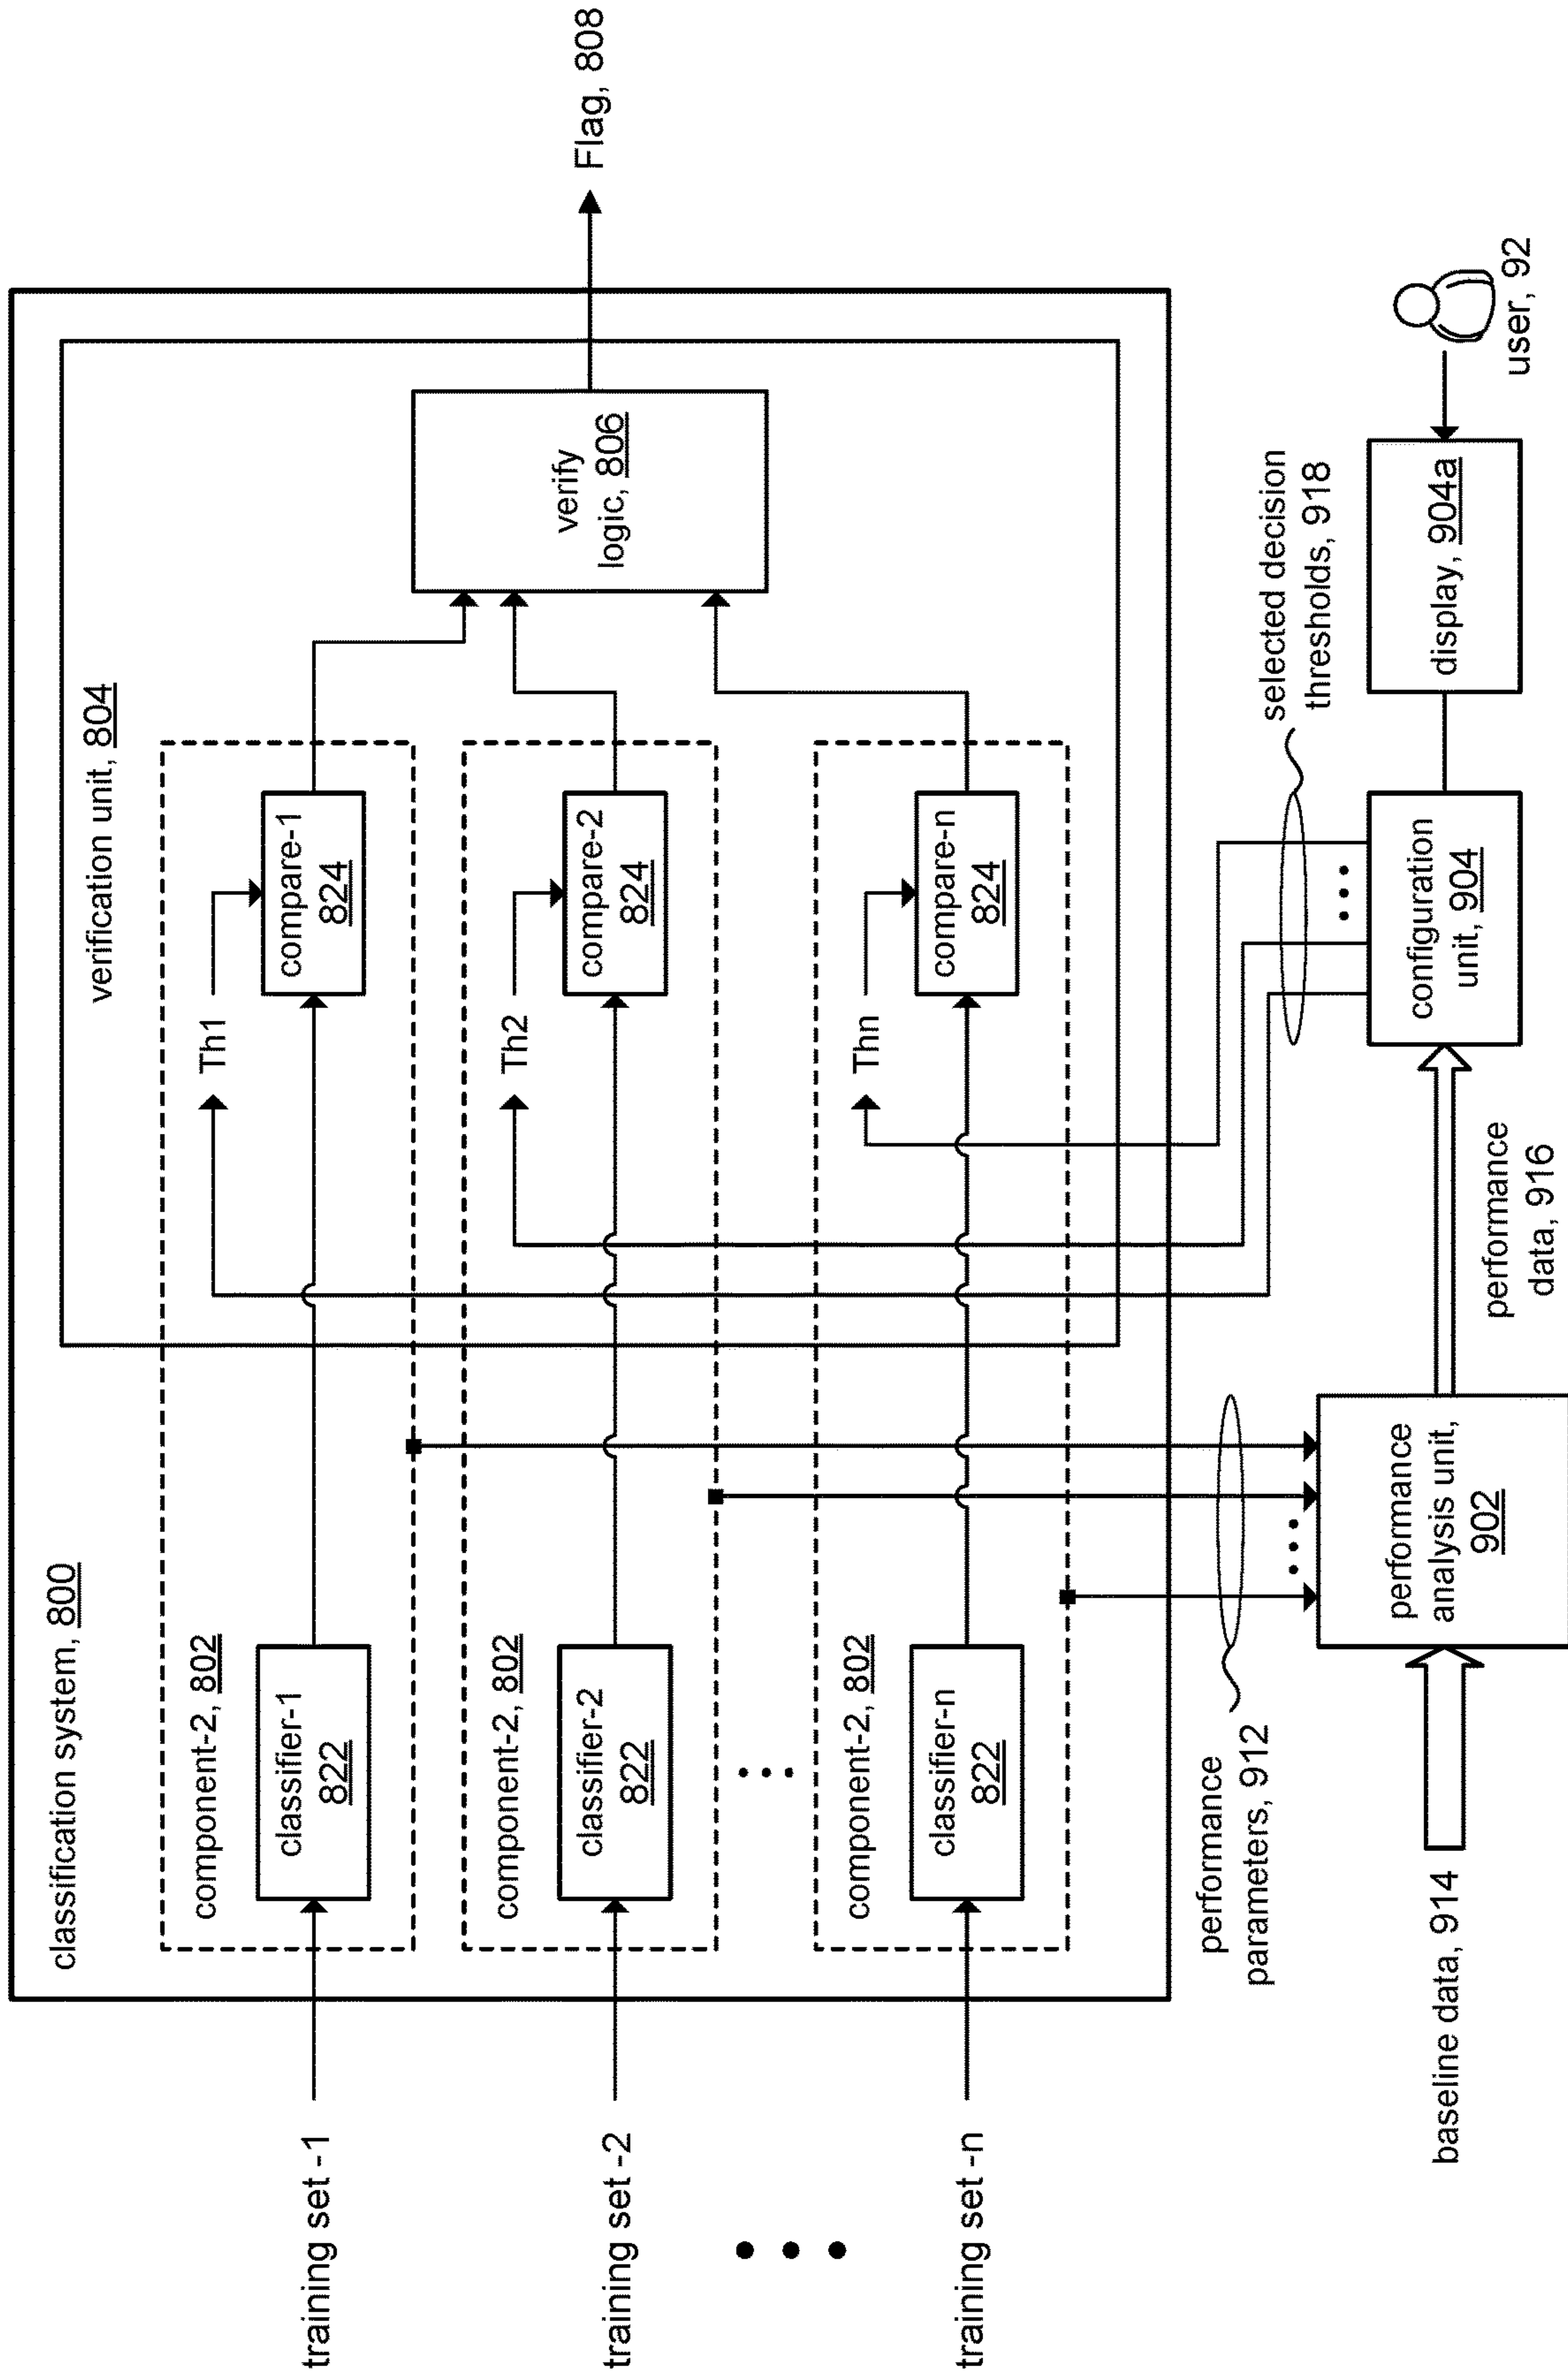 classification system, 800
verification unit, 804
training set -1
component-2, 802
classifier-1
822
Th1
compare-1
824
training set -2
component-2, 802
classifier-2
822
Th2
compare-2
824
training set -n
component-2, 802
classifier-n
822
Thn
compare-n
824
verify
logic, 806
Flag, 808
performance
parameters, 912
selected decision
thresholds, 918
baseline data, 914
performance
analysis unit,
902
performance
data, 916
configuration
unit, 904
display, 904a
user, 92